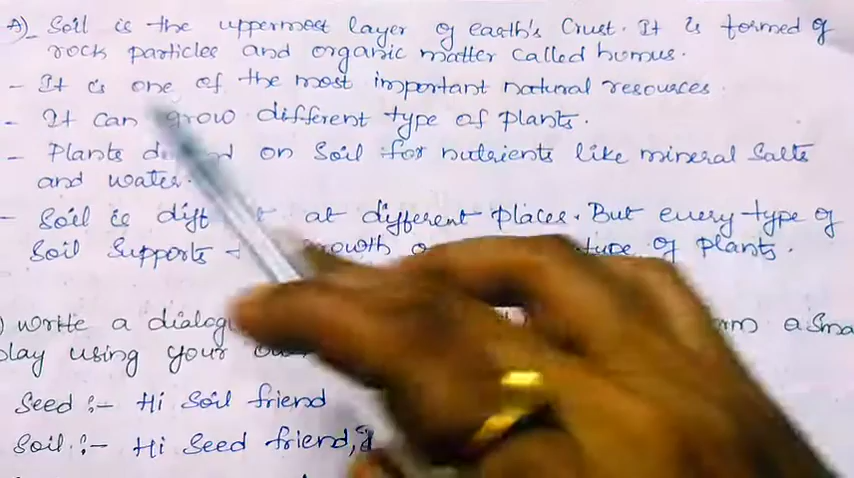 A) Soil is the uppermost layer of earth's Crust. It is formed of
rock particles and organic matter called humus.
- It is one of the most important natural resources.
- It can grow different type of plants.
- Plants on Soil for nutrients like mineral Salts
and water.
- Soil is at different places. But every type of
Soil Supports growth type of plants.
Write a a Sma
play using your
Seed :- Hi Soil friend
Soil :- Hi Seed friend,